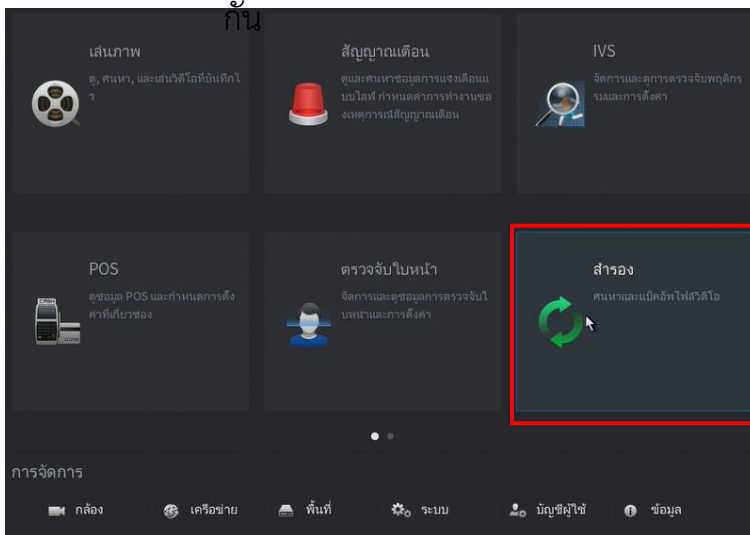 กัน
เล่นภาพ
ดู, ศนหา, และเล่นวิดีโอที่บันทึกไ
ว
สัญญาณเตือน
ดูและศนหาซอมูลการแจงเตือนแ
บบไลฟ์ กำหนดศาการทำงานขอ
งเหตุการณสัญญาณเตือน
IVS
จัดการและดูการตรวจจับพฤติกร
รมและการตั้งศา
POS
ดูซอมูล POS และกำหนดการตั้ง
ค่าที่เกี่ยวซอง
ตรวจจับใบหน้า
จัดการและดูซอมูลการตรวจจับใ
บหนาและการตั้งศา
สำรอง
ศนหาและแบ็คอัพไฟลวิดีโอ
การจัดการ
กล้อง
เครือข่าย
พื้นที่
ระบบ
บัญชีผู้ใช้
ข้อมูล